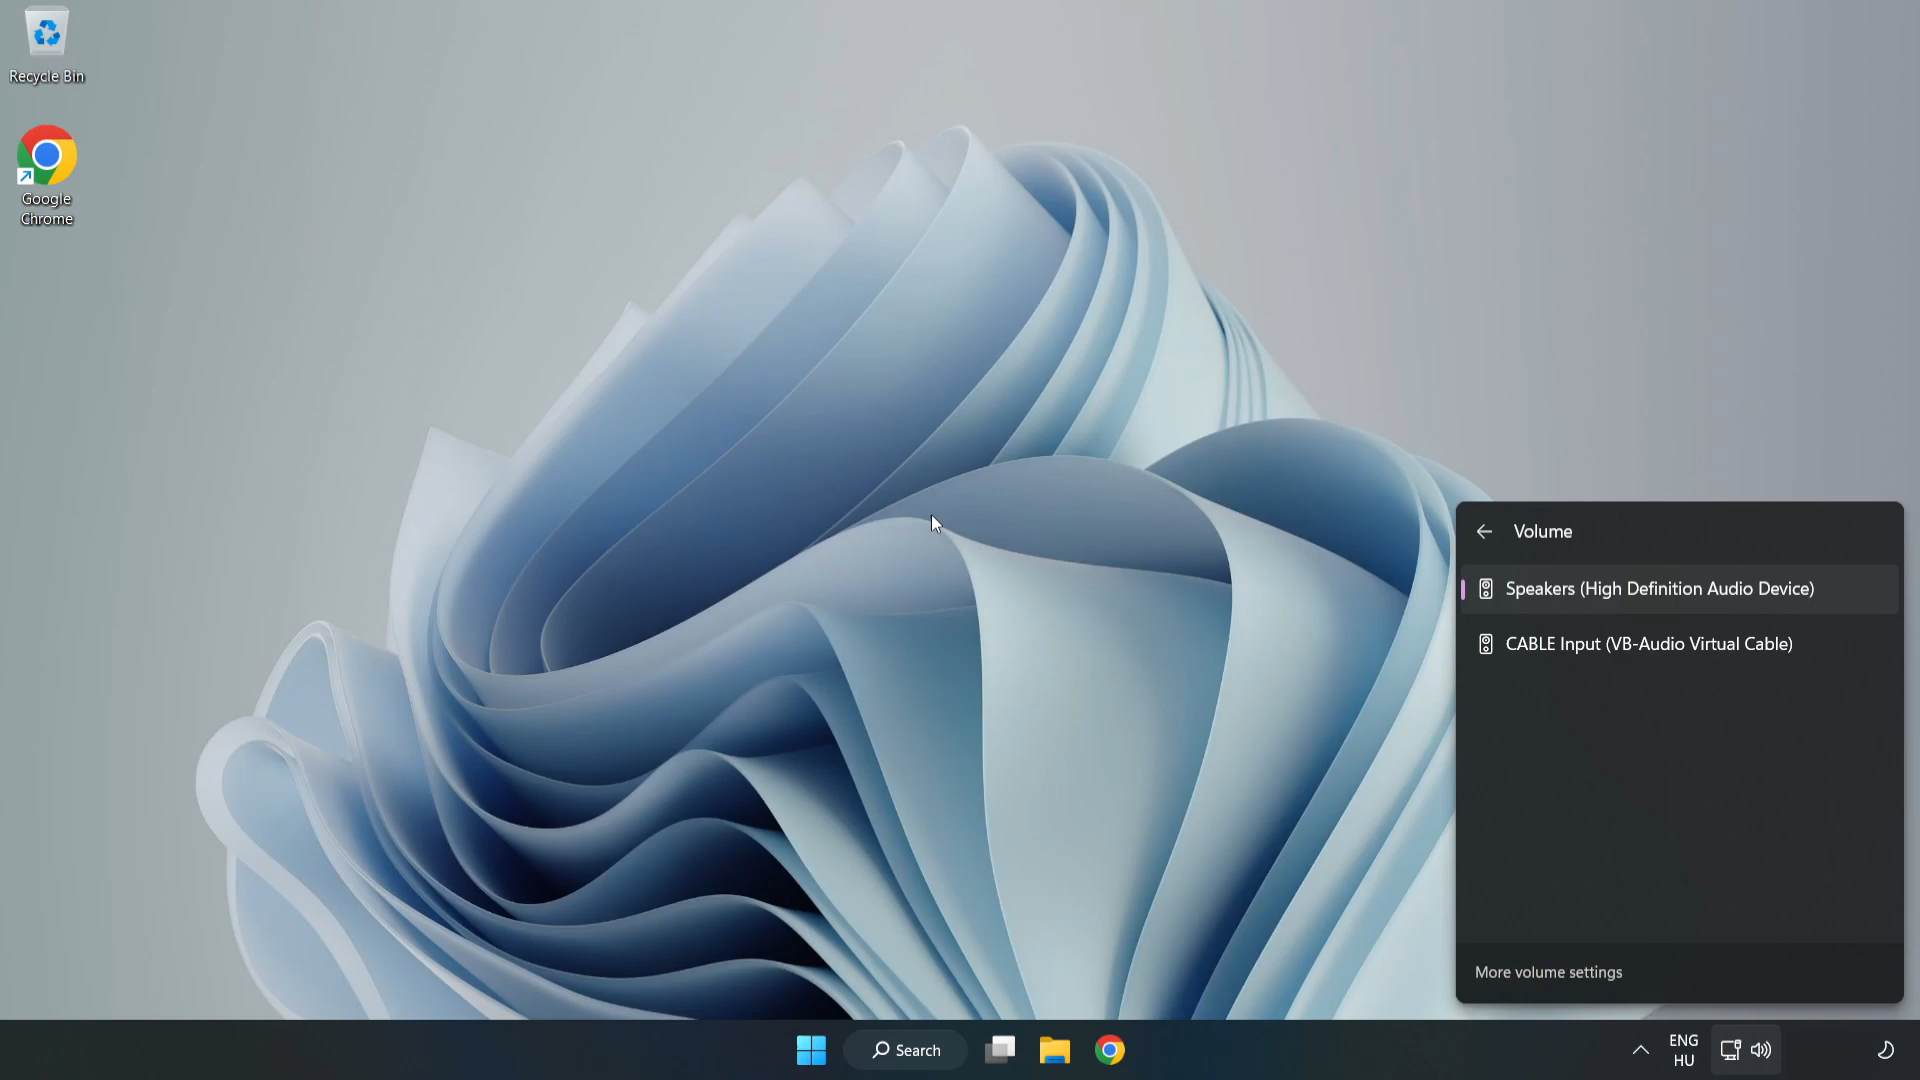 Recycle Bin
Google
Chrome
Volume
Speakers (High Definition Audio Device)
CABLE Input (VB-Audio Virtual Cable)
More volume settings
Search
ENG
HU